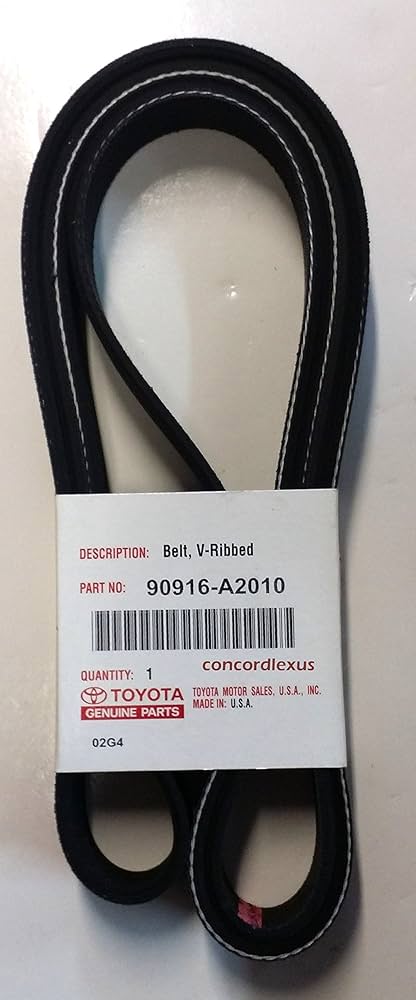 DESCRIPTION: Belt, V-Ribbed
PART NO: 90916-A2010
concordlexus
QUANTITY: 1
TOYOTA
GENUINE PARTS
TOYOTA MOTOR SALES, U.S.A., INC.
MADE IN: U.S.A.
02G4